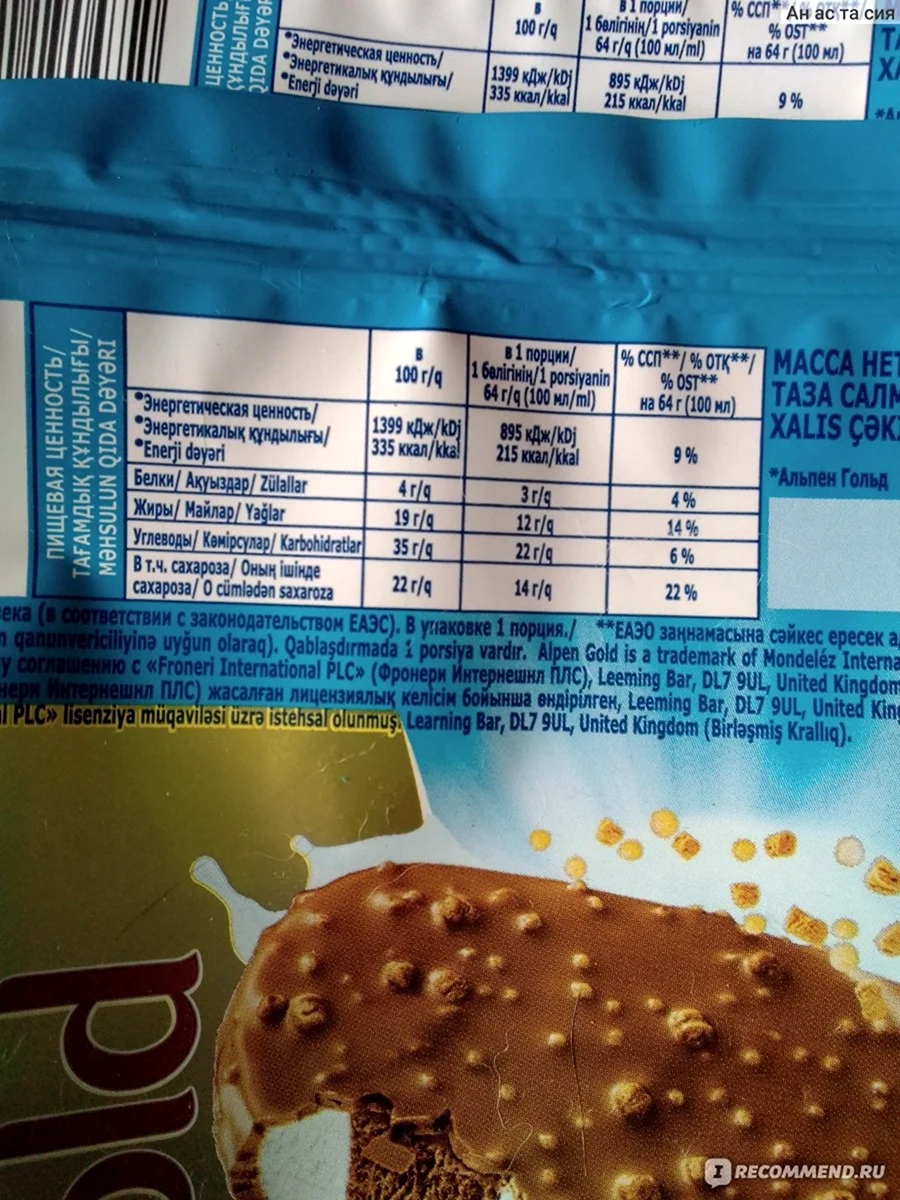 Ан ас та сия
ЦЕННОСТЬ
ҚҰНДЫЛЫҒ
QIDA DƏYƏR
В
100 г/q
в 1 порции/
1 бөлігінің/1 porsiyanin
64 г/q (100 мл/ml)
% ССП**
% OST**
на 64 г (100 мл)
*Энергетическая ценность/
*Энергетикалық құндылығы/
*Enerji dəyəri
1399 кДж/kDj
335 ккал/kkal
895 кДж/kDj
215 ккал/kkal
9 %
ПИЩЕВАЯ ЦЕННОСТЬ/
ТАҒАМДЫҚ ҚҰНДЫЛЫҒЫ/
MƏHSULUN QIDA DƏYƏRI
В
100 г/q
в 1 порции/
1 бөлігінің/1 porsiyanin
64 г/q (100 мл/ml)
% ССП**/ % ОТҚ**/
% OST**
на 64 г (100 мл)
*Энергетическая ценность/
*Энергетикалық құндылығы/
*Enerji dəyəri
1399 кДж/kDj
335 ккал/kkal
895 кДж/kDj
215 ккал/kkal
9 %
Белки/ Ақуыздар/ Zülallar
4 г/q
3 г/q
4 %
Жиры/ Майлар/ Yağlar
19 г/q
12 г/q
14 %
Углеводы/ Көмірсулар/ Karbohidratlar
35 г/q
22 г/q
6 %
В т.ч. сахароза/ Оның ішінде
сахароза/ O cümlədən saxaroza
22 г/q
14 г/q
22 %
МАССА НЕТ
ТАЗА САЛМ
XALIS ÇƏKI
*Альпен Гольд
века (в соответствии с законодательством ЕАЭС). В упаковке 1 порция./ **ЕАЭО заңнамасына сәйкес ересек а
n qanunvericiliyinə uyğun olaraq). Qablaşdırmada 1 porsiya vardır. Alpen Gold is a trademark of Mondelēz Interna
у соглашению с «Froneri International PLC» (Фронери Интернешнл ПЛС), Leeming Bar, DL7 9UL, United Kingdom
нери Интернешнл ПЛС) жасалған лицензиялық келісім бойынша өндірілген, Leeming Bar, DL7 9UL, United King
al PLC» lisenziya müqaviləsi üzrə istehsal olunmuş. Learning Bar, DL7 9UL, United Kingdom (Birləşmiş Krallıq).
old
RECOMMEND.RU